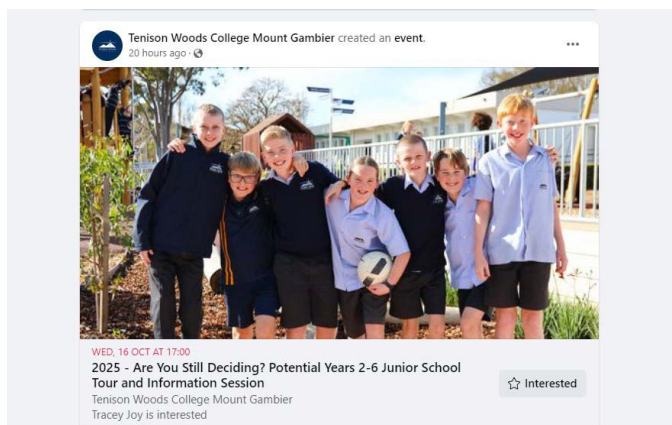 Tenison Woods College Mount Gambier created an event.
20 hours ago ·
WED, 16 OCT AT 17:00
2025 - Are You Still Deciding? Potential Years 2-6 Junior School
Tour and Information Session
Tenison Woods College Mount Gambier
Tracey Joy is interested
Interested